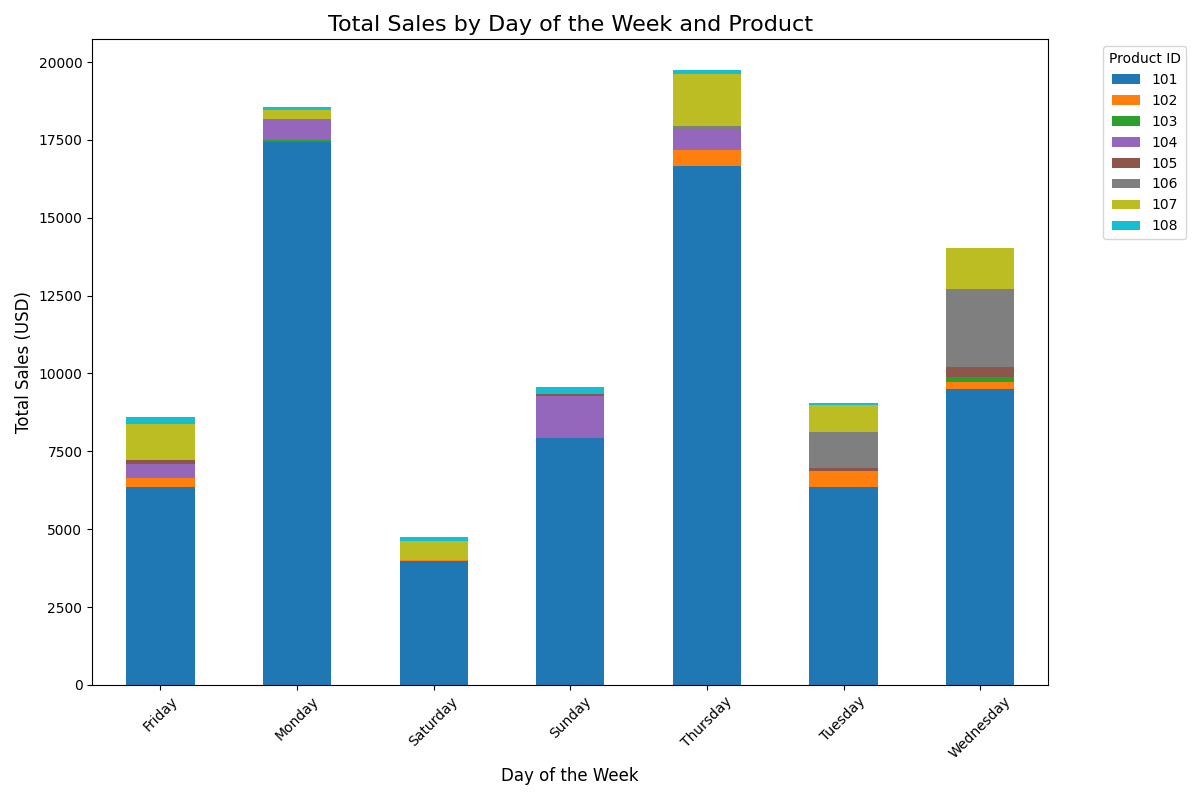 Total Sales by Day of the Week and Product
Total Sales (USD)
20000
17500
15000
12500
10000
7500
5000
2500
0
Friday
Monday
Saturday
Sunday
Thursday
Tuesday
Wednesday
Day of the Week
Product ID
101
102
103
104
105
106
107
108